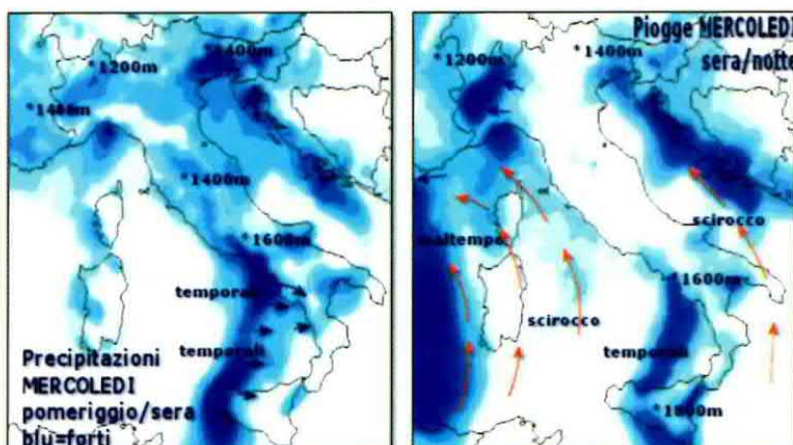 *1400m
*1200m
*1400m
*1400m
*1600m
temporali
temporali
Precipitazioni
MERCOLEDI
pomeriggio/sera
blu=forti
Piogge MERCOLEDI
sera/notte
*1200m
*1400m
scirocco
maltempo
*1600m
scirocco
temporali
*1800m